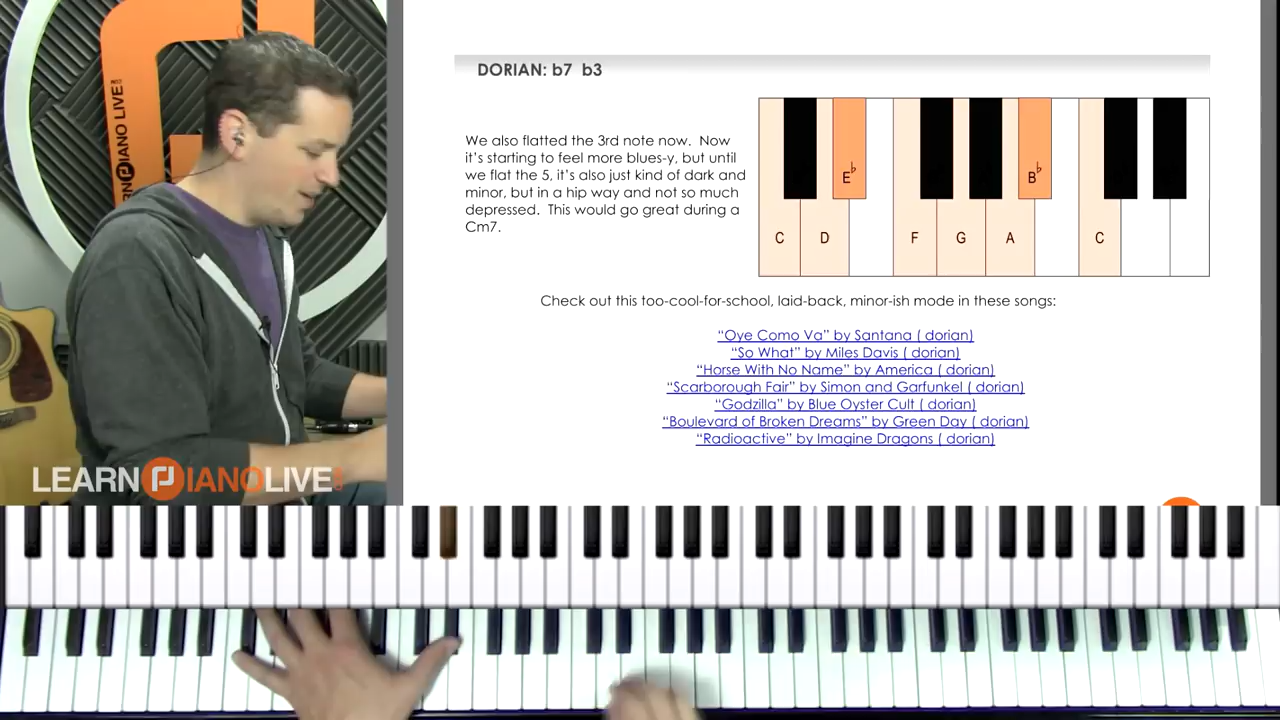 PIANO LIVE
DORIAN: b7 b3
We also flatted the 3rd note now. Now
it's starting to feel more blues-y, but until
we flat the 5, it's also just kind of dark and
minor, but in a hip way and not so much
depressed. This would go great during a
Cm7.
E♭
B♭
C
D
F
G
A
C
Check out this too-cool-for-school, laid-back, minor-ish mode in these songs:
“Oye Como Va” by Santana ( dorian)
“So What” by Miles Davis ( dorian)
“Horse With No Name” by America ( dorian)
“Scarborough Fair” by Simon and Garfunkel ( dorian)
“Godzilla” by Blue Oyster Cult ( dorian)
“Boulevard of Broken Dreams” by Green Day ( dorian)
“Radioactive” by Imagine Dragons ( dorian)
LEARN PIANO LIVE